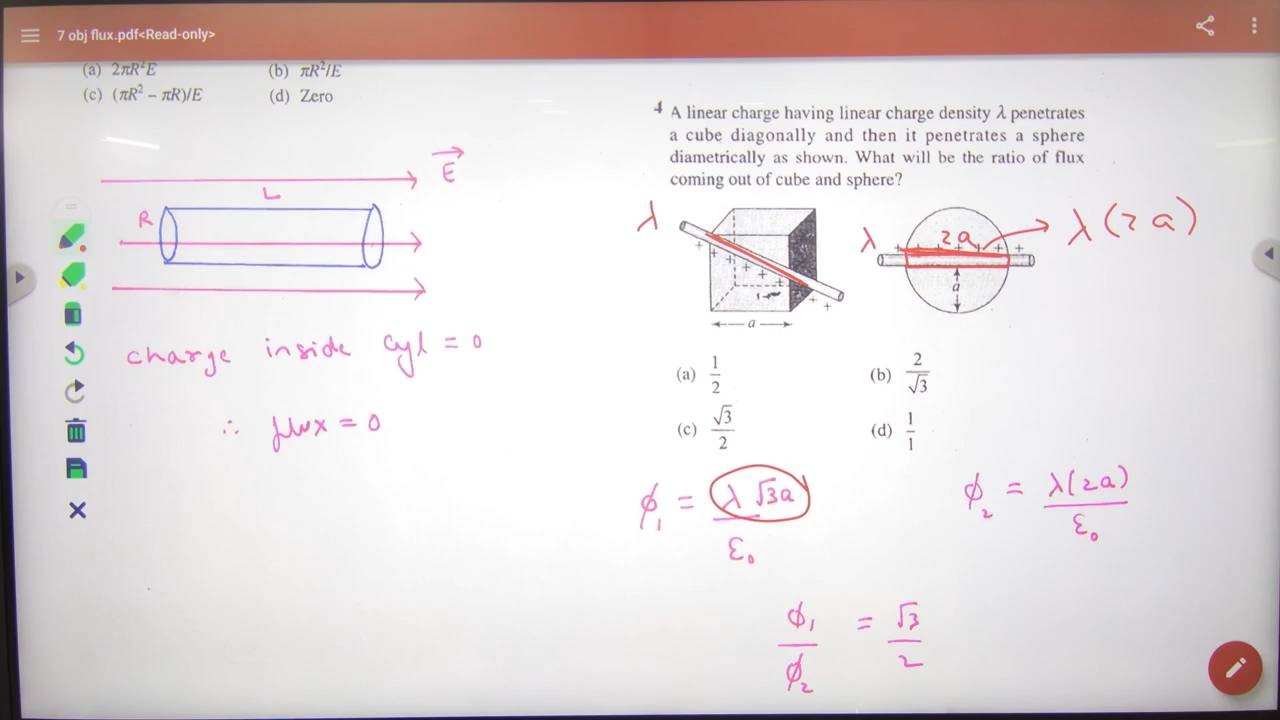 7 obj flux.pdf<Read-only>
(a) 2πR²E (b) πR²/E
(c) (πR² − πR)/E (d) Zero
E
L
R
charge inside cyl = 0
∴ flux = 0
4 A linear charge having linear charge density λ penetrates
a cube diagonally and then it penetrates a sphere
diametrically as shown. What will be the ratio of flux
coming out of cube and sphere?
λ
a
λ
2a
λ(2a)
a
(a) 1/2 (b) 2/√3
(c) √3/2 (d) 1/1
ϕ₁ = λ√3a/ε₀
ϕ₂ = λ(2a)/ε₀
ϕ₁/ϕ₂ = √3/2